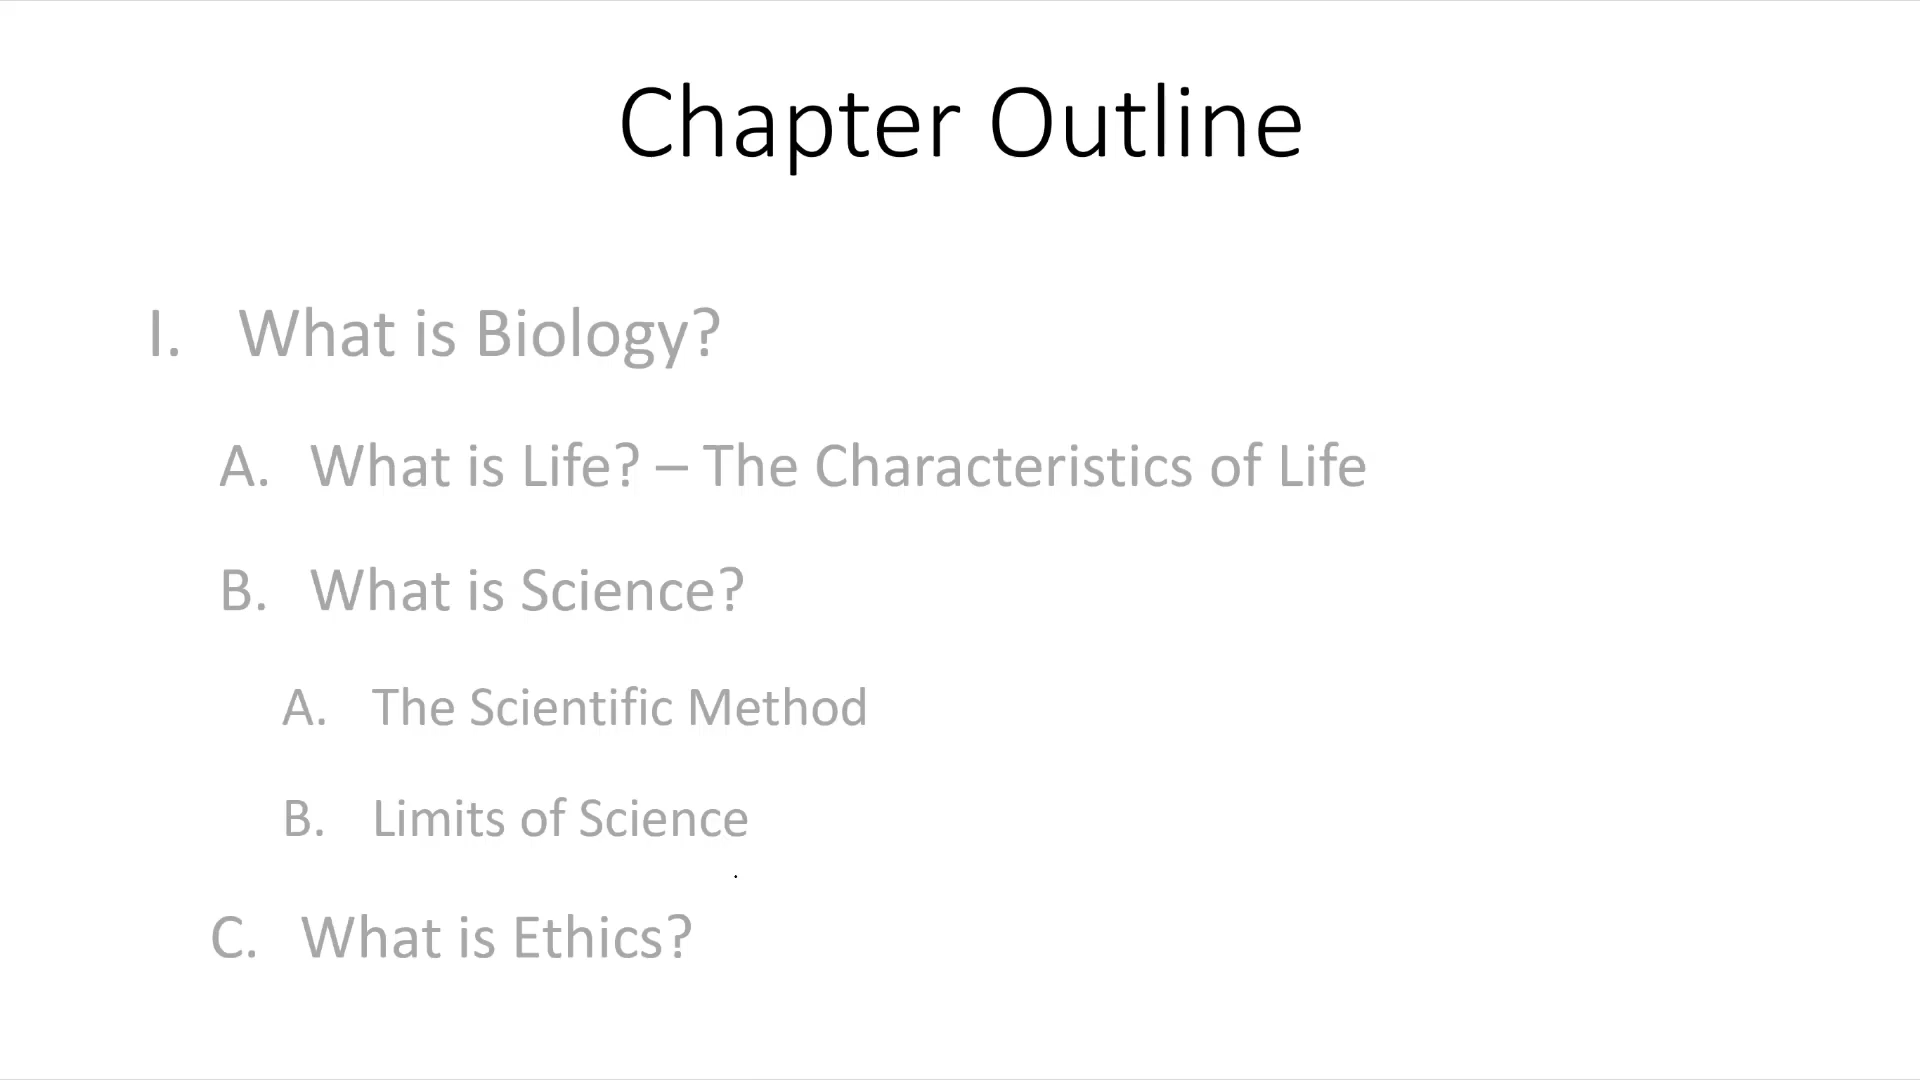 Chapter Outline
I. What is Biology?
A. What is Life? – The Characteristics of Life
B. What is Science?
A. The Scientific Method
B. Limits of Science
C. What is Ethics?